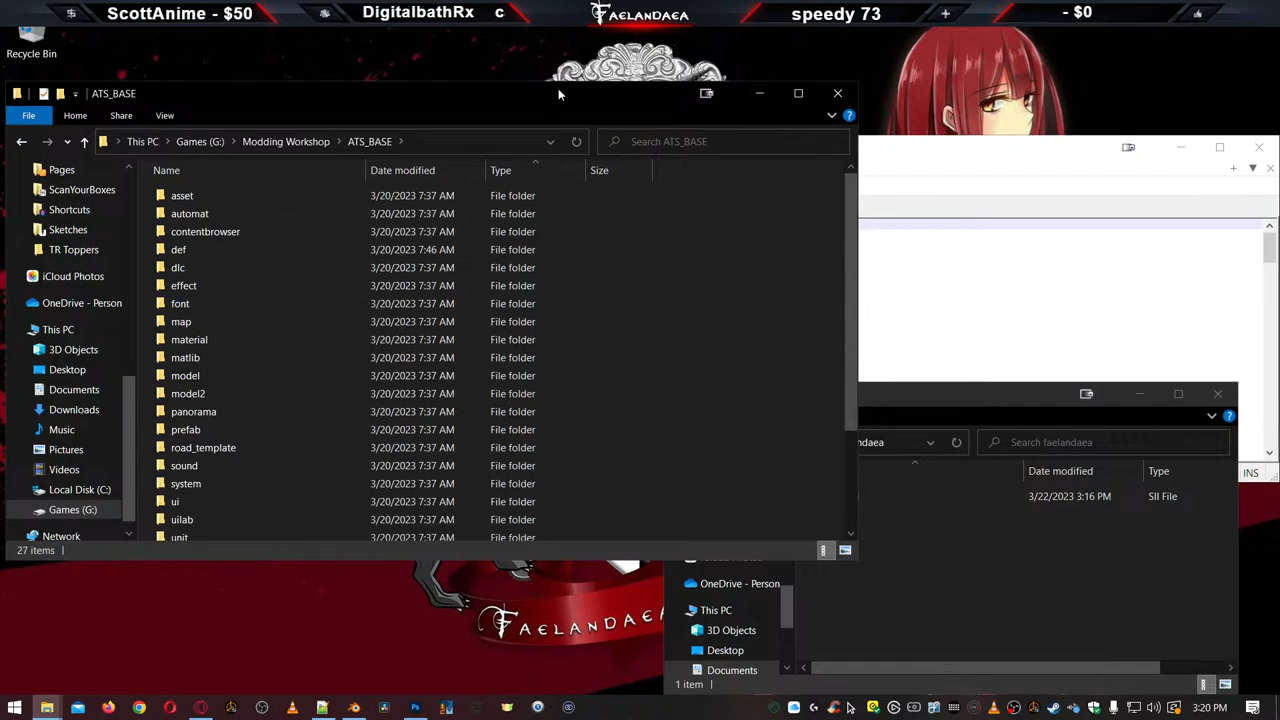 ScottAnime - $50
DigitalbathRx
c
FAELANDAEA
speedy 73
- $0
Recycle Bin
ATS_BASE
File
Home
Share
View
This PC
Games (G:)
Modding Workshop
ATS_BASE
Search ATS_BASE
Name
Date modified
Type
Size
Pages
ScanYourBoxes
Shortcuts
Sketches
TR Toppers
iCloud Photos
OneDrive - Person
This PC
3D Objects
Desktop
Documents
Downloads
Music
Pictures
Videos
Local Disk (C:)
Games (G:)
Network
asset 3/20/2023 7:37 AM File folder
automat 3/20/2023 7:37 AM File folder
contentbrowser 3/20/2023 7:37 AM File folder
def 3/20/2023 7:46 AM File folder
dlc 3/20/2023 7:37 AM File folder
effect 3/20/2023 7:37 AM File folder
font 3/20/2023 7:37 AM File folder
map 3/20/2023 7:37 AM File folder
material 3/20/2023 7:37 AM File folder
matlib 3/20/2023 7:37 AM File folder
model 3/20/2023 7:37 AM File folder
model2 3/20/2023 7:37 AM File folder
panorama 3/20/2023 7:37 AM File folder
prefab 3/20/2023 7:37 AM File folder
road_template 3/20/2023 7:37 AM File folder
sound 3/20/2023 7:37 AM File folder
system 3/20/2023 7:37 AM File folder
ui 3/20/2023 7:37 AM File folder
uilab 3/20/2023 7:37 AM File folder
unit 3/20/2023 7:37 AM File folder
27 items
INS
ndaea
Search faelandaea
Date modified
Type
3/22/2023 3:16 PM
SII File
OneDrive - Person
This PC
3D Objects
Desktop
Documents
1 item
FAELANDAEA
3:20 PM